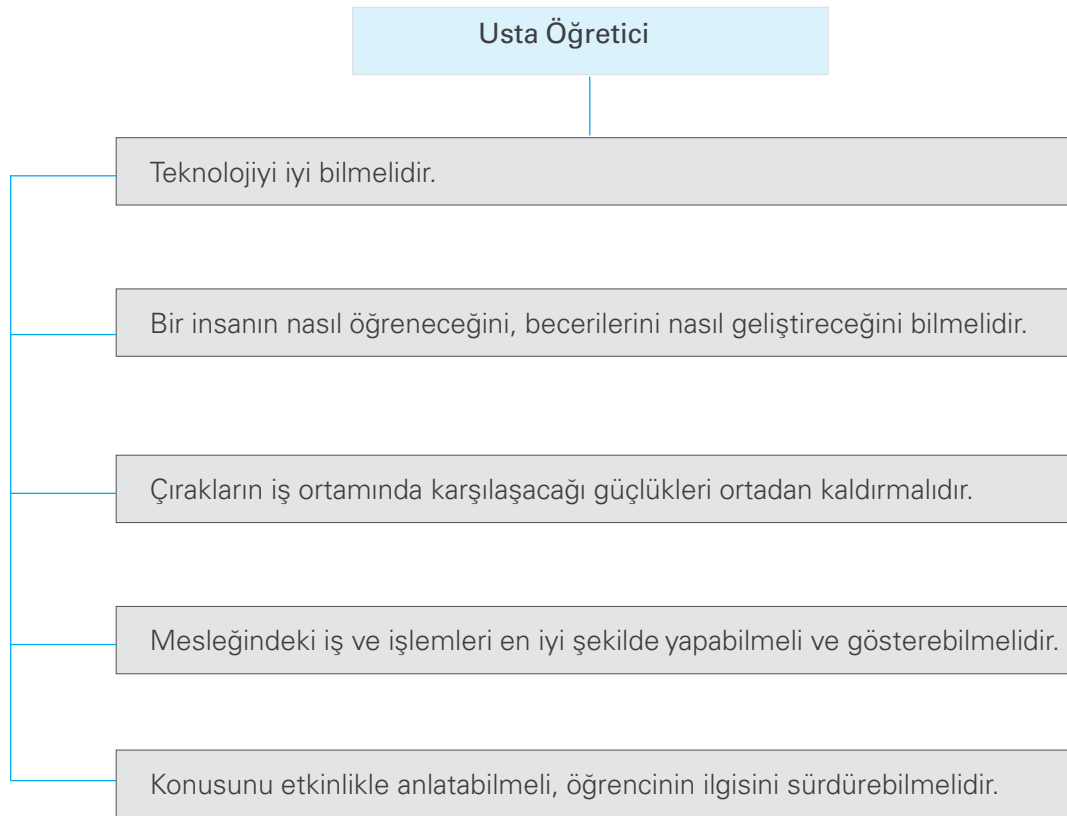 Usta Öğretici
Teknolojiyi iyi bilmelidir.
Bir insanın nasıl öğreneceğini, becerilerini nasıl geliştireceğini bilmelidir.
Çırakların iş ortamında karşılaşacağı güçlükleri ortadan kaldırmalıdır.
Mesleğindeki iş ve işlemleri en iyi şekilde yapabilmeli ve gösterebilmelidir.
Konusunu etkinlikle anlatabilmeli, öğrencinin ilgisini sürdürebilmelidir.